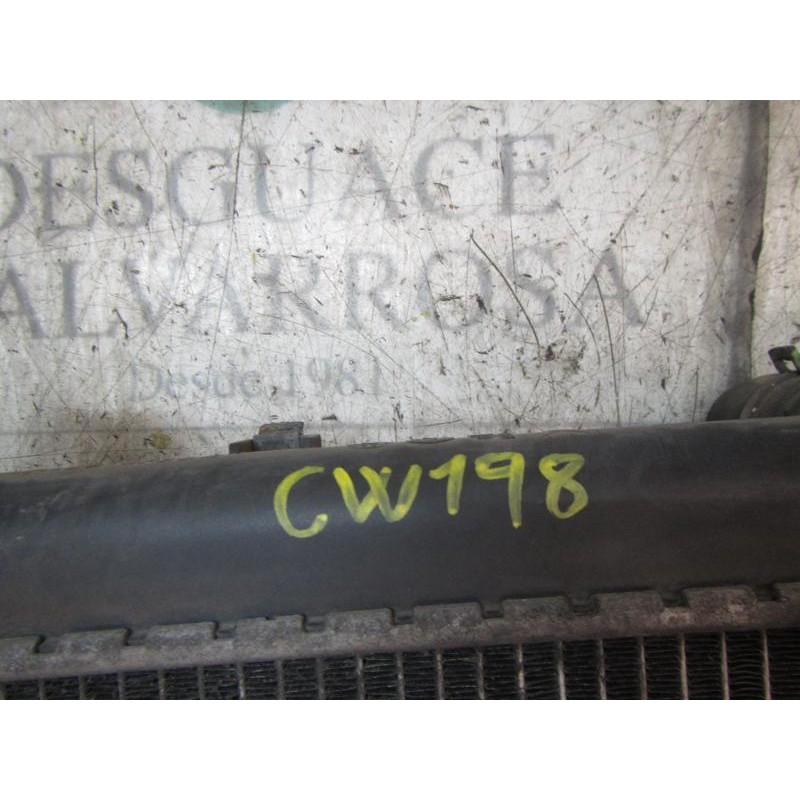 DESGUACE
ALVARROSA
Desde 1981
CW198